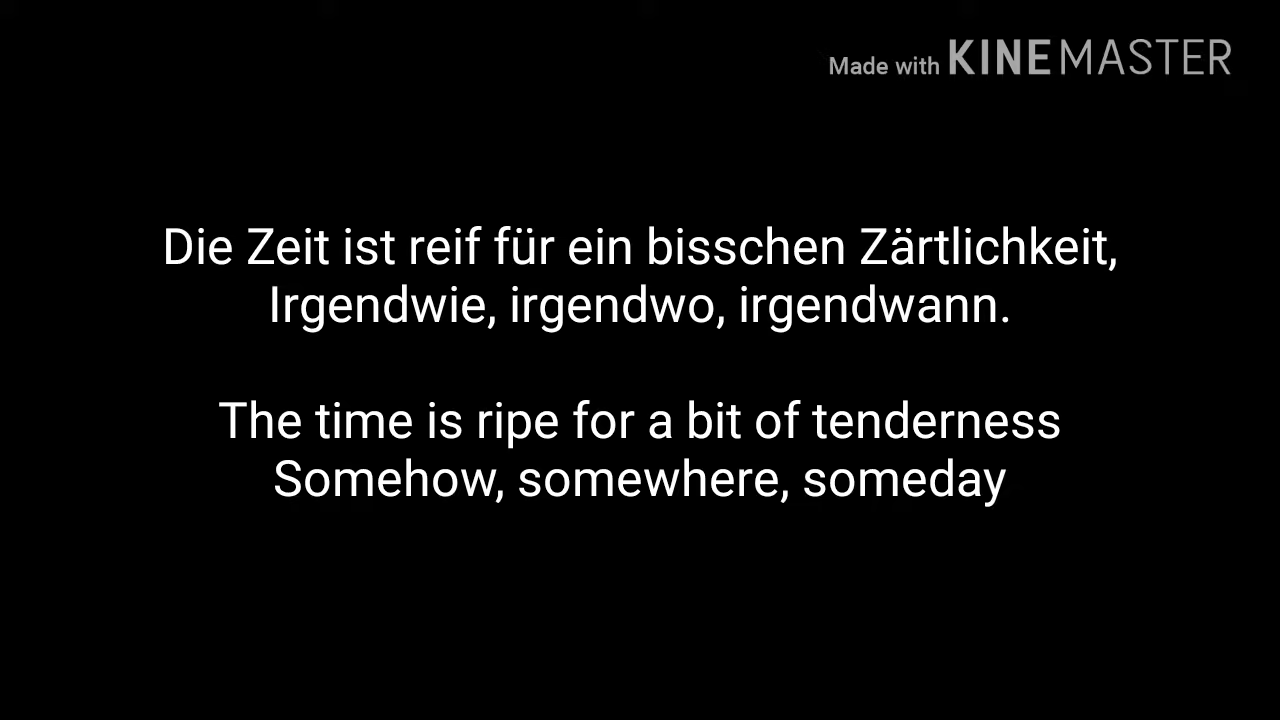 Made with KINEMASTER
Die Zeit ist reif für ein bisschen Zärtlichkeit,
Irgendwie, irgendwo, irgendwann.
The time is ripe for a bit of tenderness
Somehow, somewhere, someday